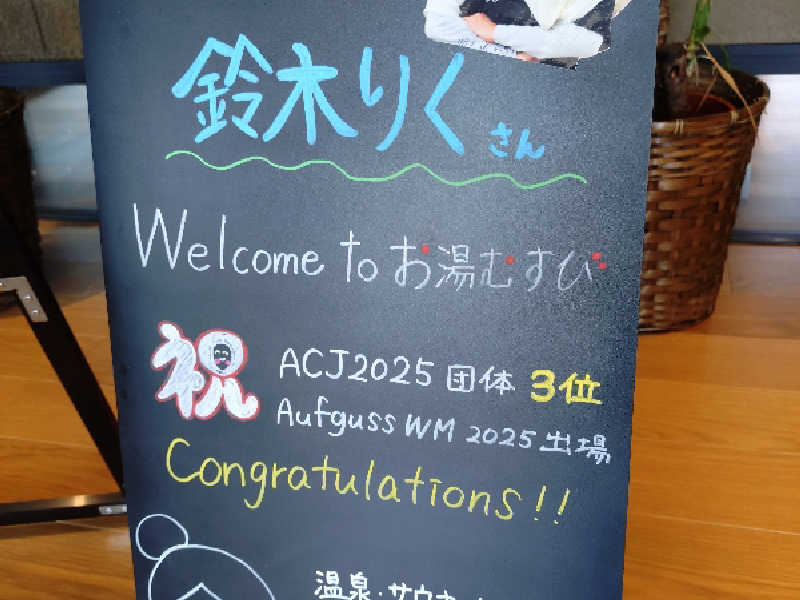 鈴木りくさん
Welcome to お湯むすび
祝
ACJ2025 団体 3位
Aufguss WM 2025 出場
Congratulations!!
温泉・サウナ